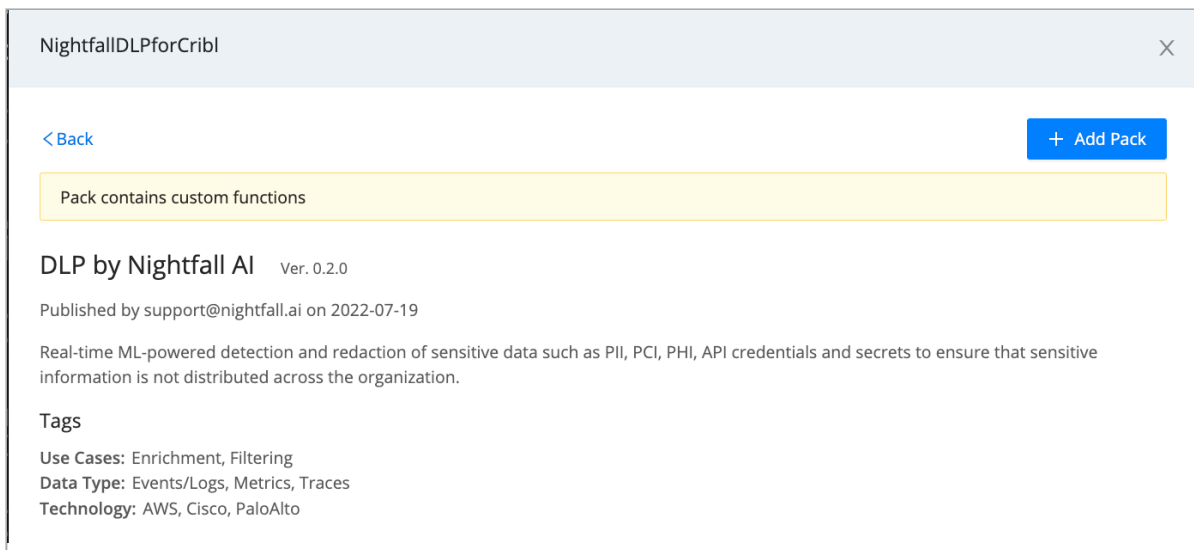 NightfallDLPforCribl
X
< Back
+ Add Pack
Pack contains custom functions
DLP by Nightfall AI Ver. 0.2.0
Published by support@nightfall.ai on 2022-07-19
Real-time ML-powered detection and redaction of sensitive data such as PII, PCI, PHI, API credentials and secrets to ensure that sensitive
information is not distributed across the organization.
Tags
Use Cases: Enrichment, Filtering
Data Type: Events/Logs, Metrics, Traces
Technology: AWS, Cisco, PaloAlto